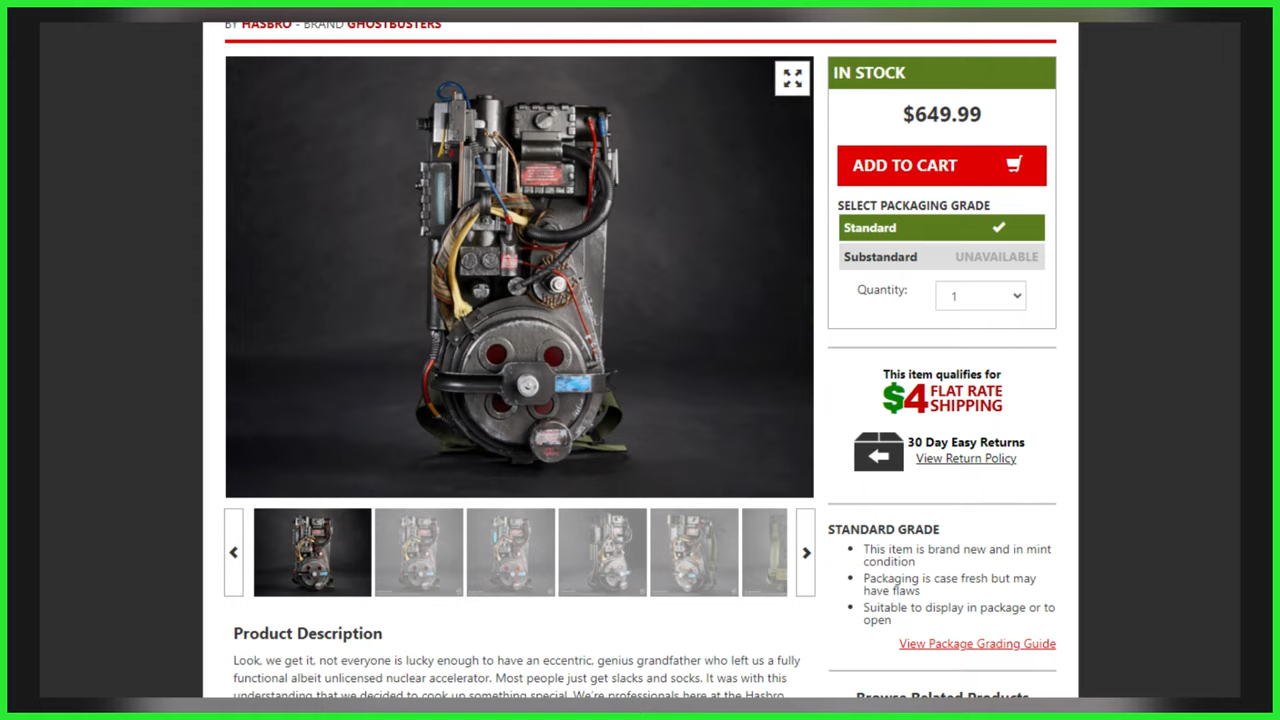 BY HASBRO - BRAND GHOSTBUSTERS
IN STOCK
$649.99
ADD TO CART
SELECT PACKAGING GRADE
Standard
Substandard UNAVAILABLE
Quantity: 1
This item qualifies for
$4 FLAT RATE SHIPPING
30 Day Easy Returns
View Return Policy
STANDARD GRADE
This item is brand new and in mint
condition
Packaging is case fresh but may
have flaws
Suitable to display in package or to
open
View Package Grading Guide
Browse Related Products
Product Description
Look, we get it, not everyone is lucky enough to have an eccentric, genius grandfather who left us a fully
functional albeit unlicensed nuclear accelerator. Most people just get slacks and socks. It was with this
understanding that we decided to cook up something special. We're professionals here at the Hasbro